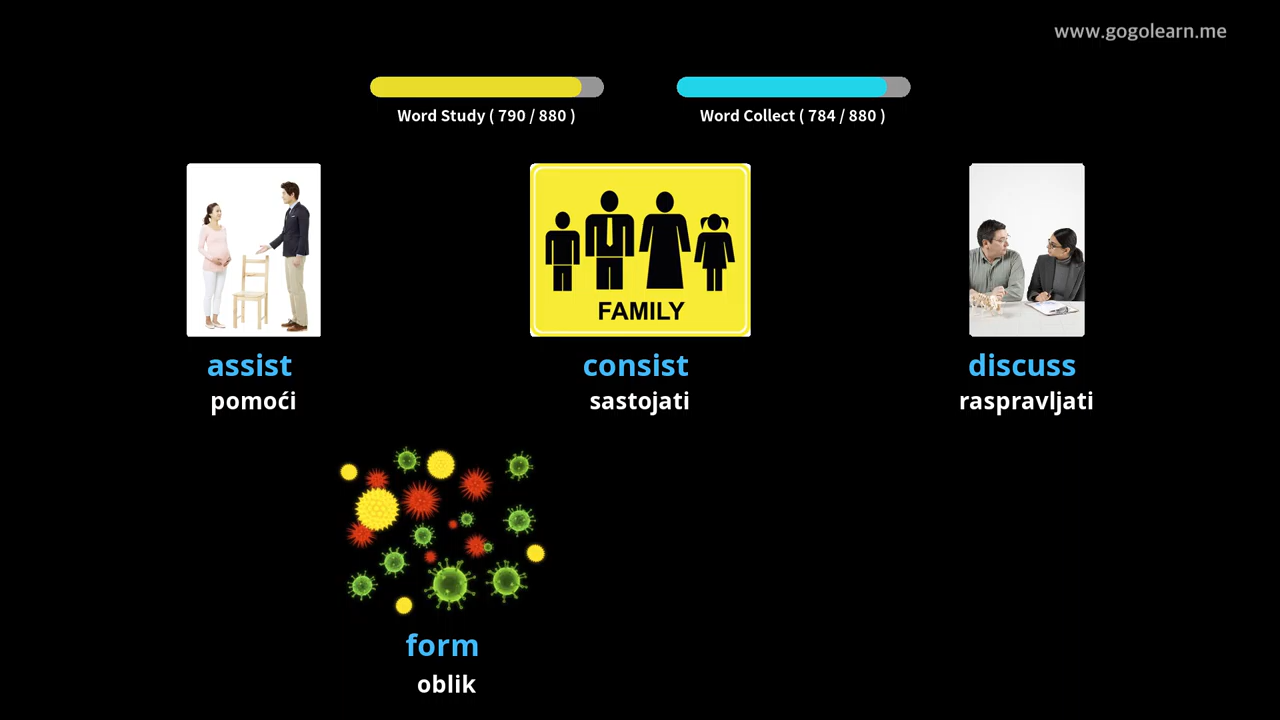 www.gogolearn.me
Word Study ( 790 / 880 )
Word Collect ( 784 / 880 )
FAMILY
assist
consist
discuss
pomoći
sastojati
raspravljati
form
oblik